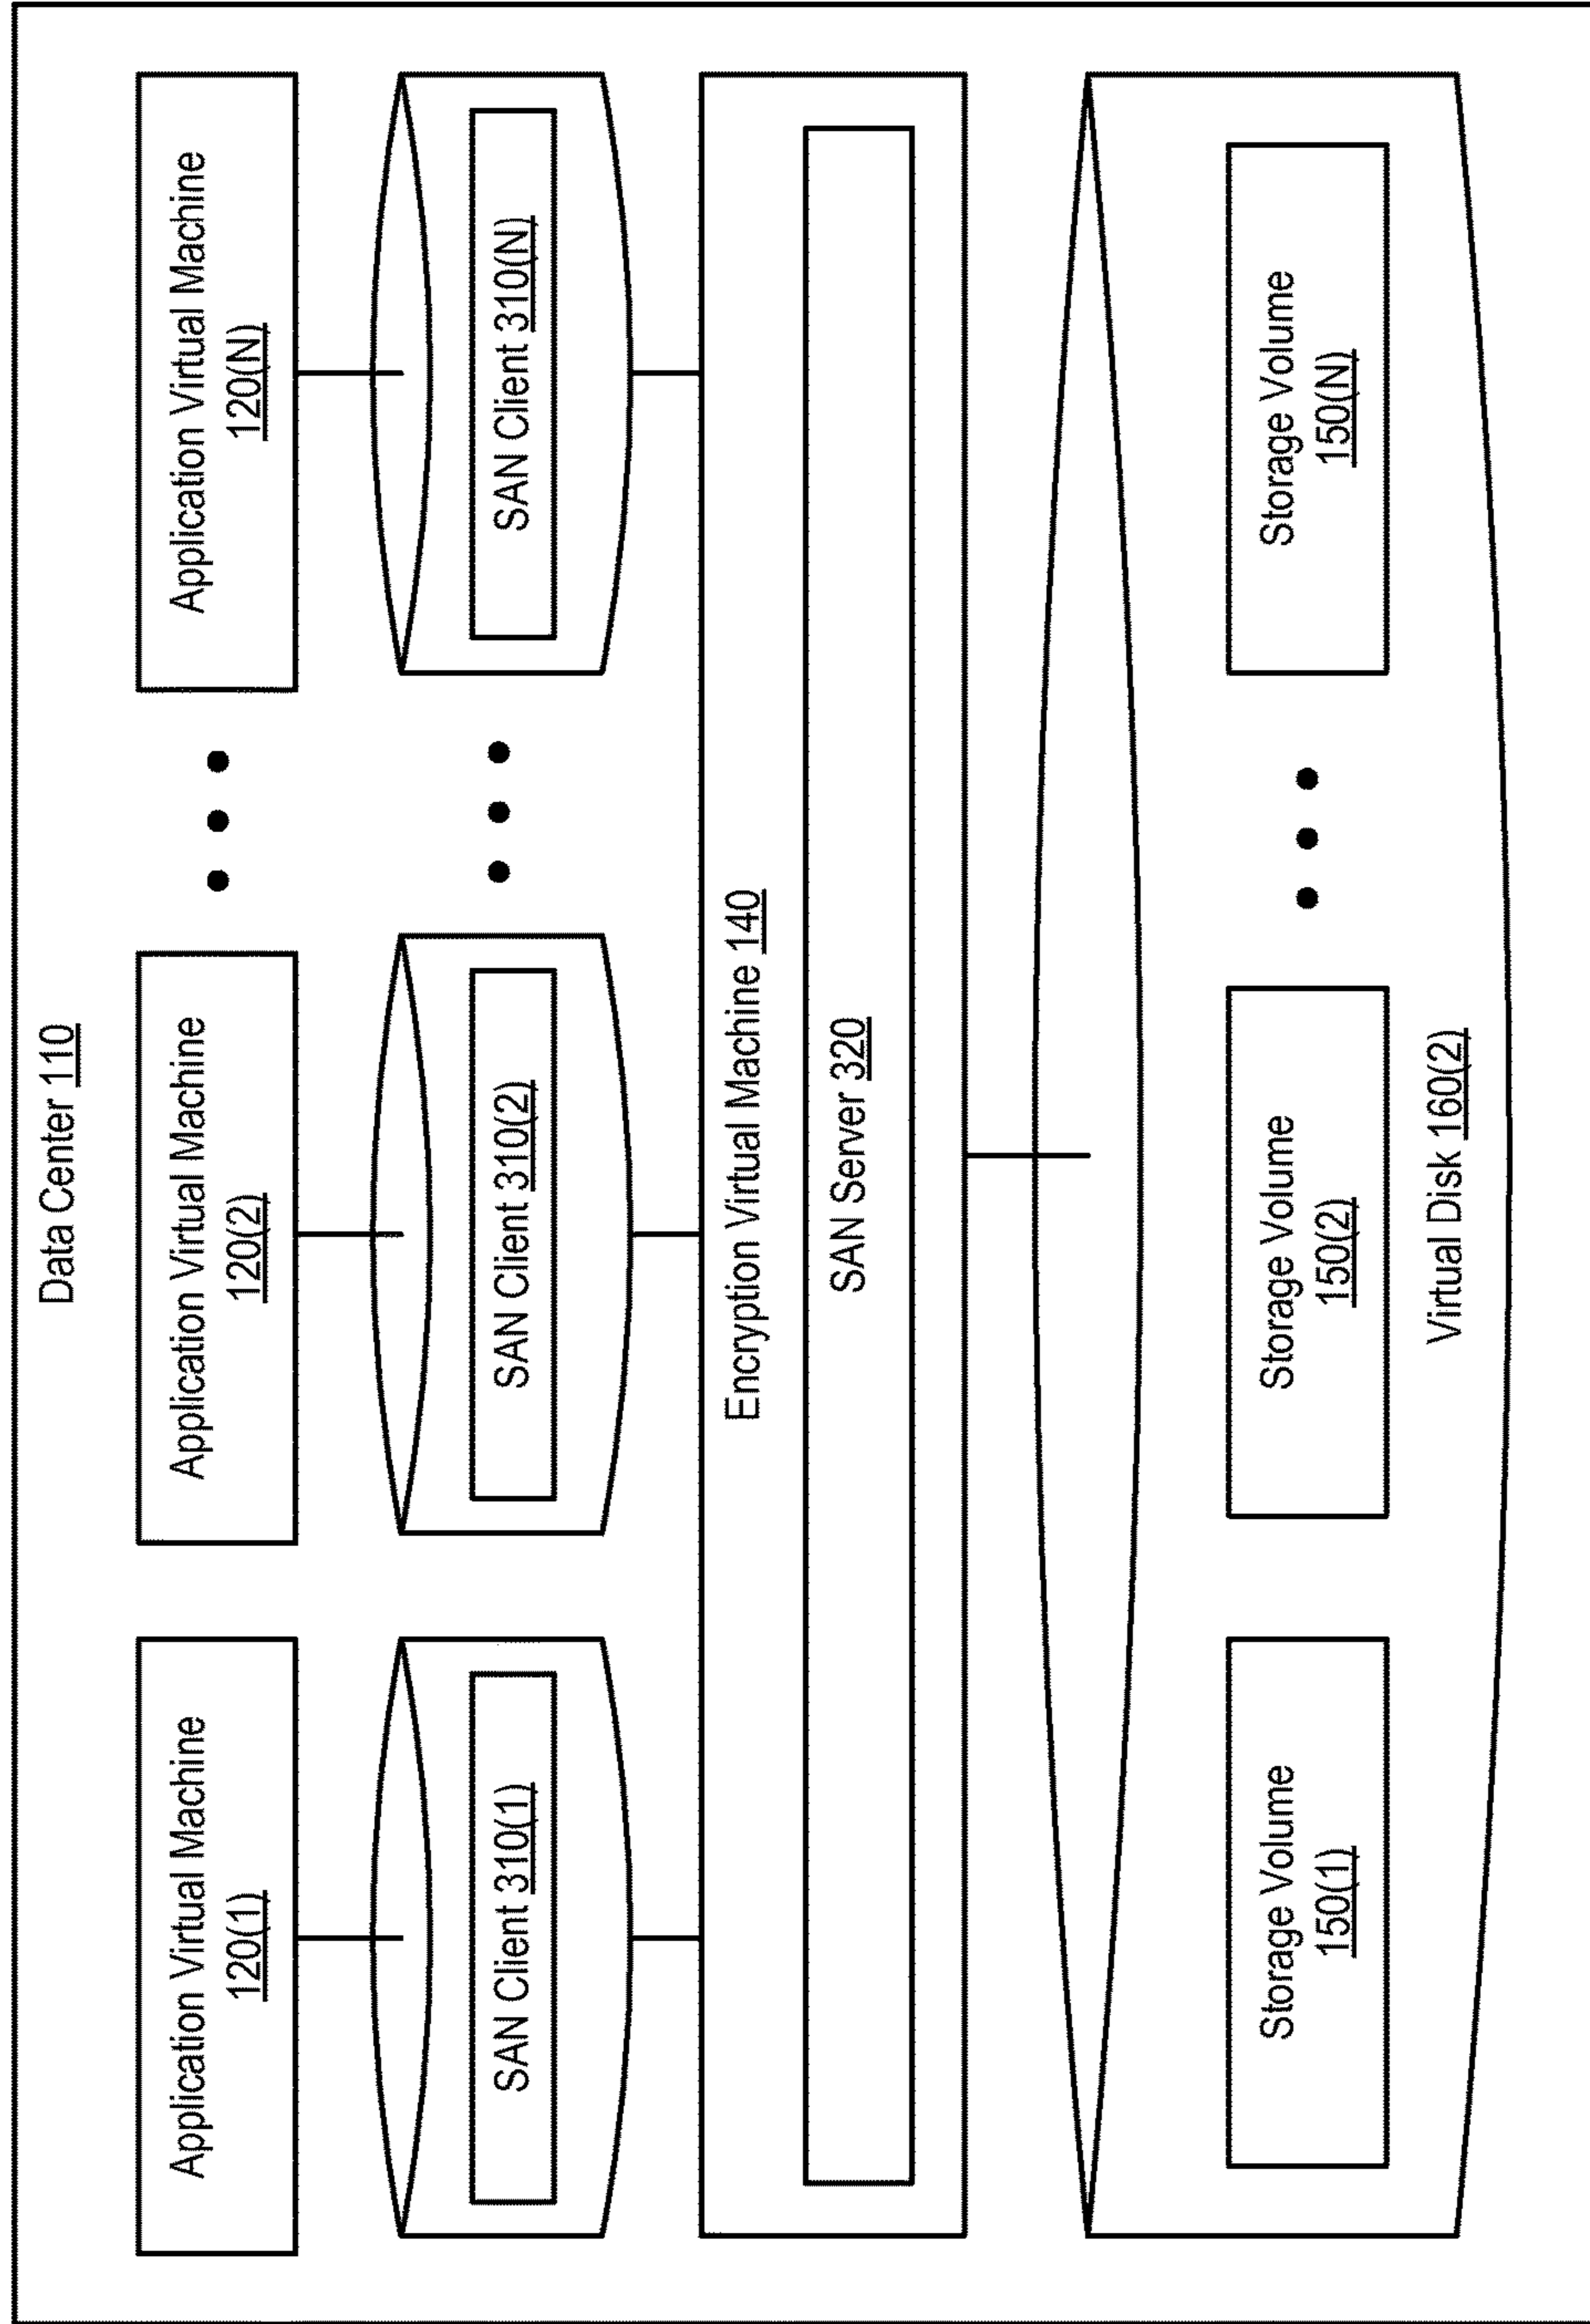 Data Center 110
Application Virtual Machine
120(1)
Application Virtual Machine
120(2)
Application Virtual Machine
120(N)
SAN Client 310(1)
SAN Client 310(2)
SAN Client 310(N)
Encryption Virtual Machine 140
SAN Server 320
Storage Volume
150(1)
Storage Volume
150(2)
Storage Volume
150(N)
Virtual Disk 160(2)